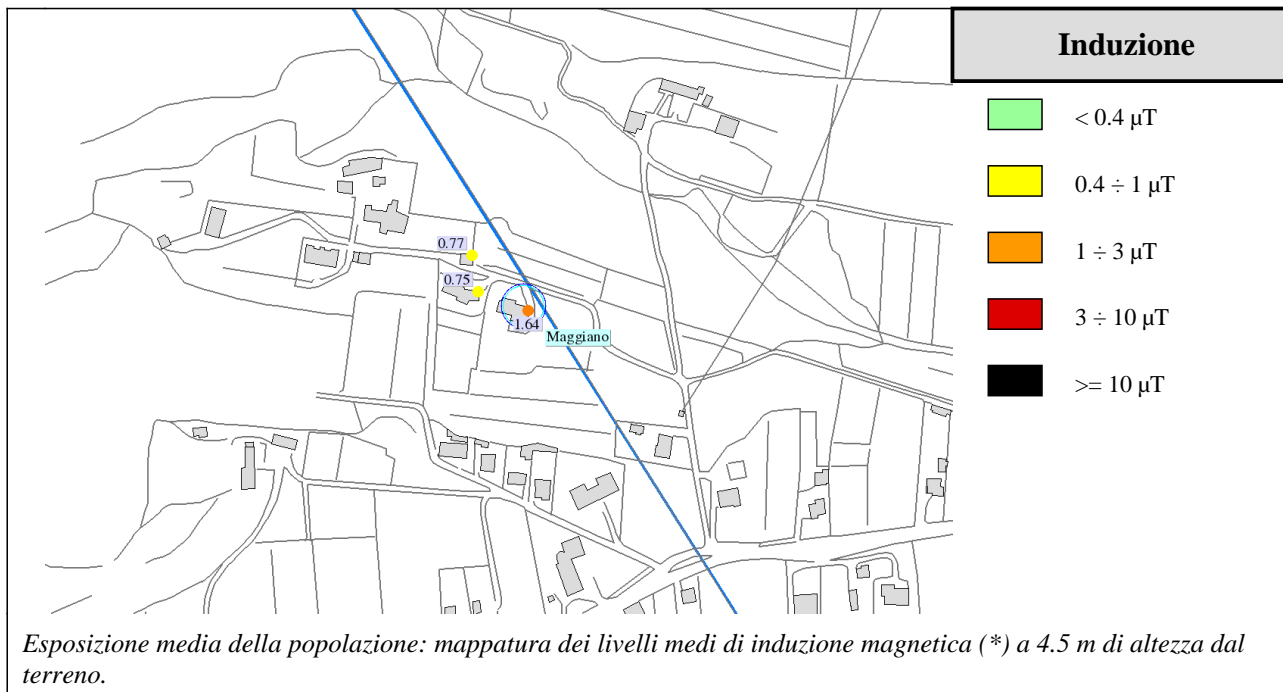 Induzione
< 0.4 µT
0.4 ÷ 1 µT
1 ÷ 3 µT
3 ÷ 10 µT
>= 10 µT
0.77
0.75
1.64
Maggiano
Esposizione media della popolazione: mappatura dei livelli medi di induzione magnetica (*) a 4.5 m di altezza dal
terreno.